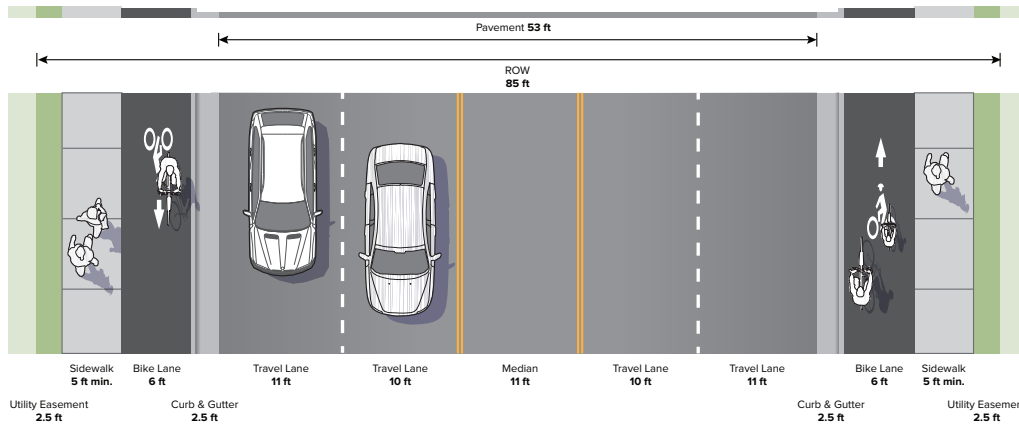 Pavement 53 ft
ROW
85 ft
Sidewalk
5 ft min.
Bike Lane
6 ft
Travel Lane
11 ft
Travel Lane
10 ft
Median
11 ft
Travel Lane
10 ft
Travel Lane
11 ft
Bike Lane
6 ft
Sidewalk
5 ft min.
Utility Easement
2.5 ft
Curb & Gutter
2.5 ft
Curb & Gutter
2.5 ft
Utility Easeme
2.5 ft